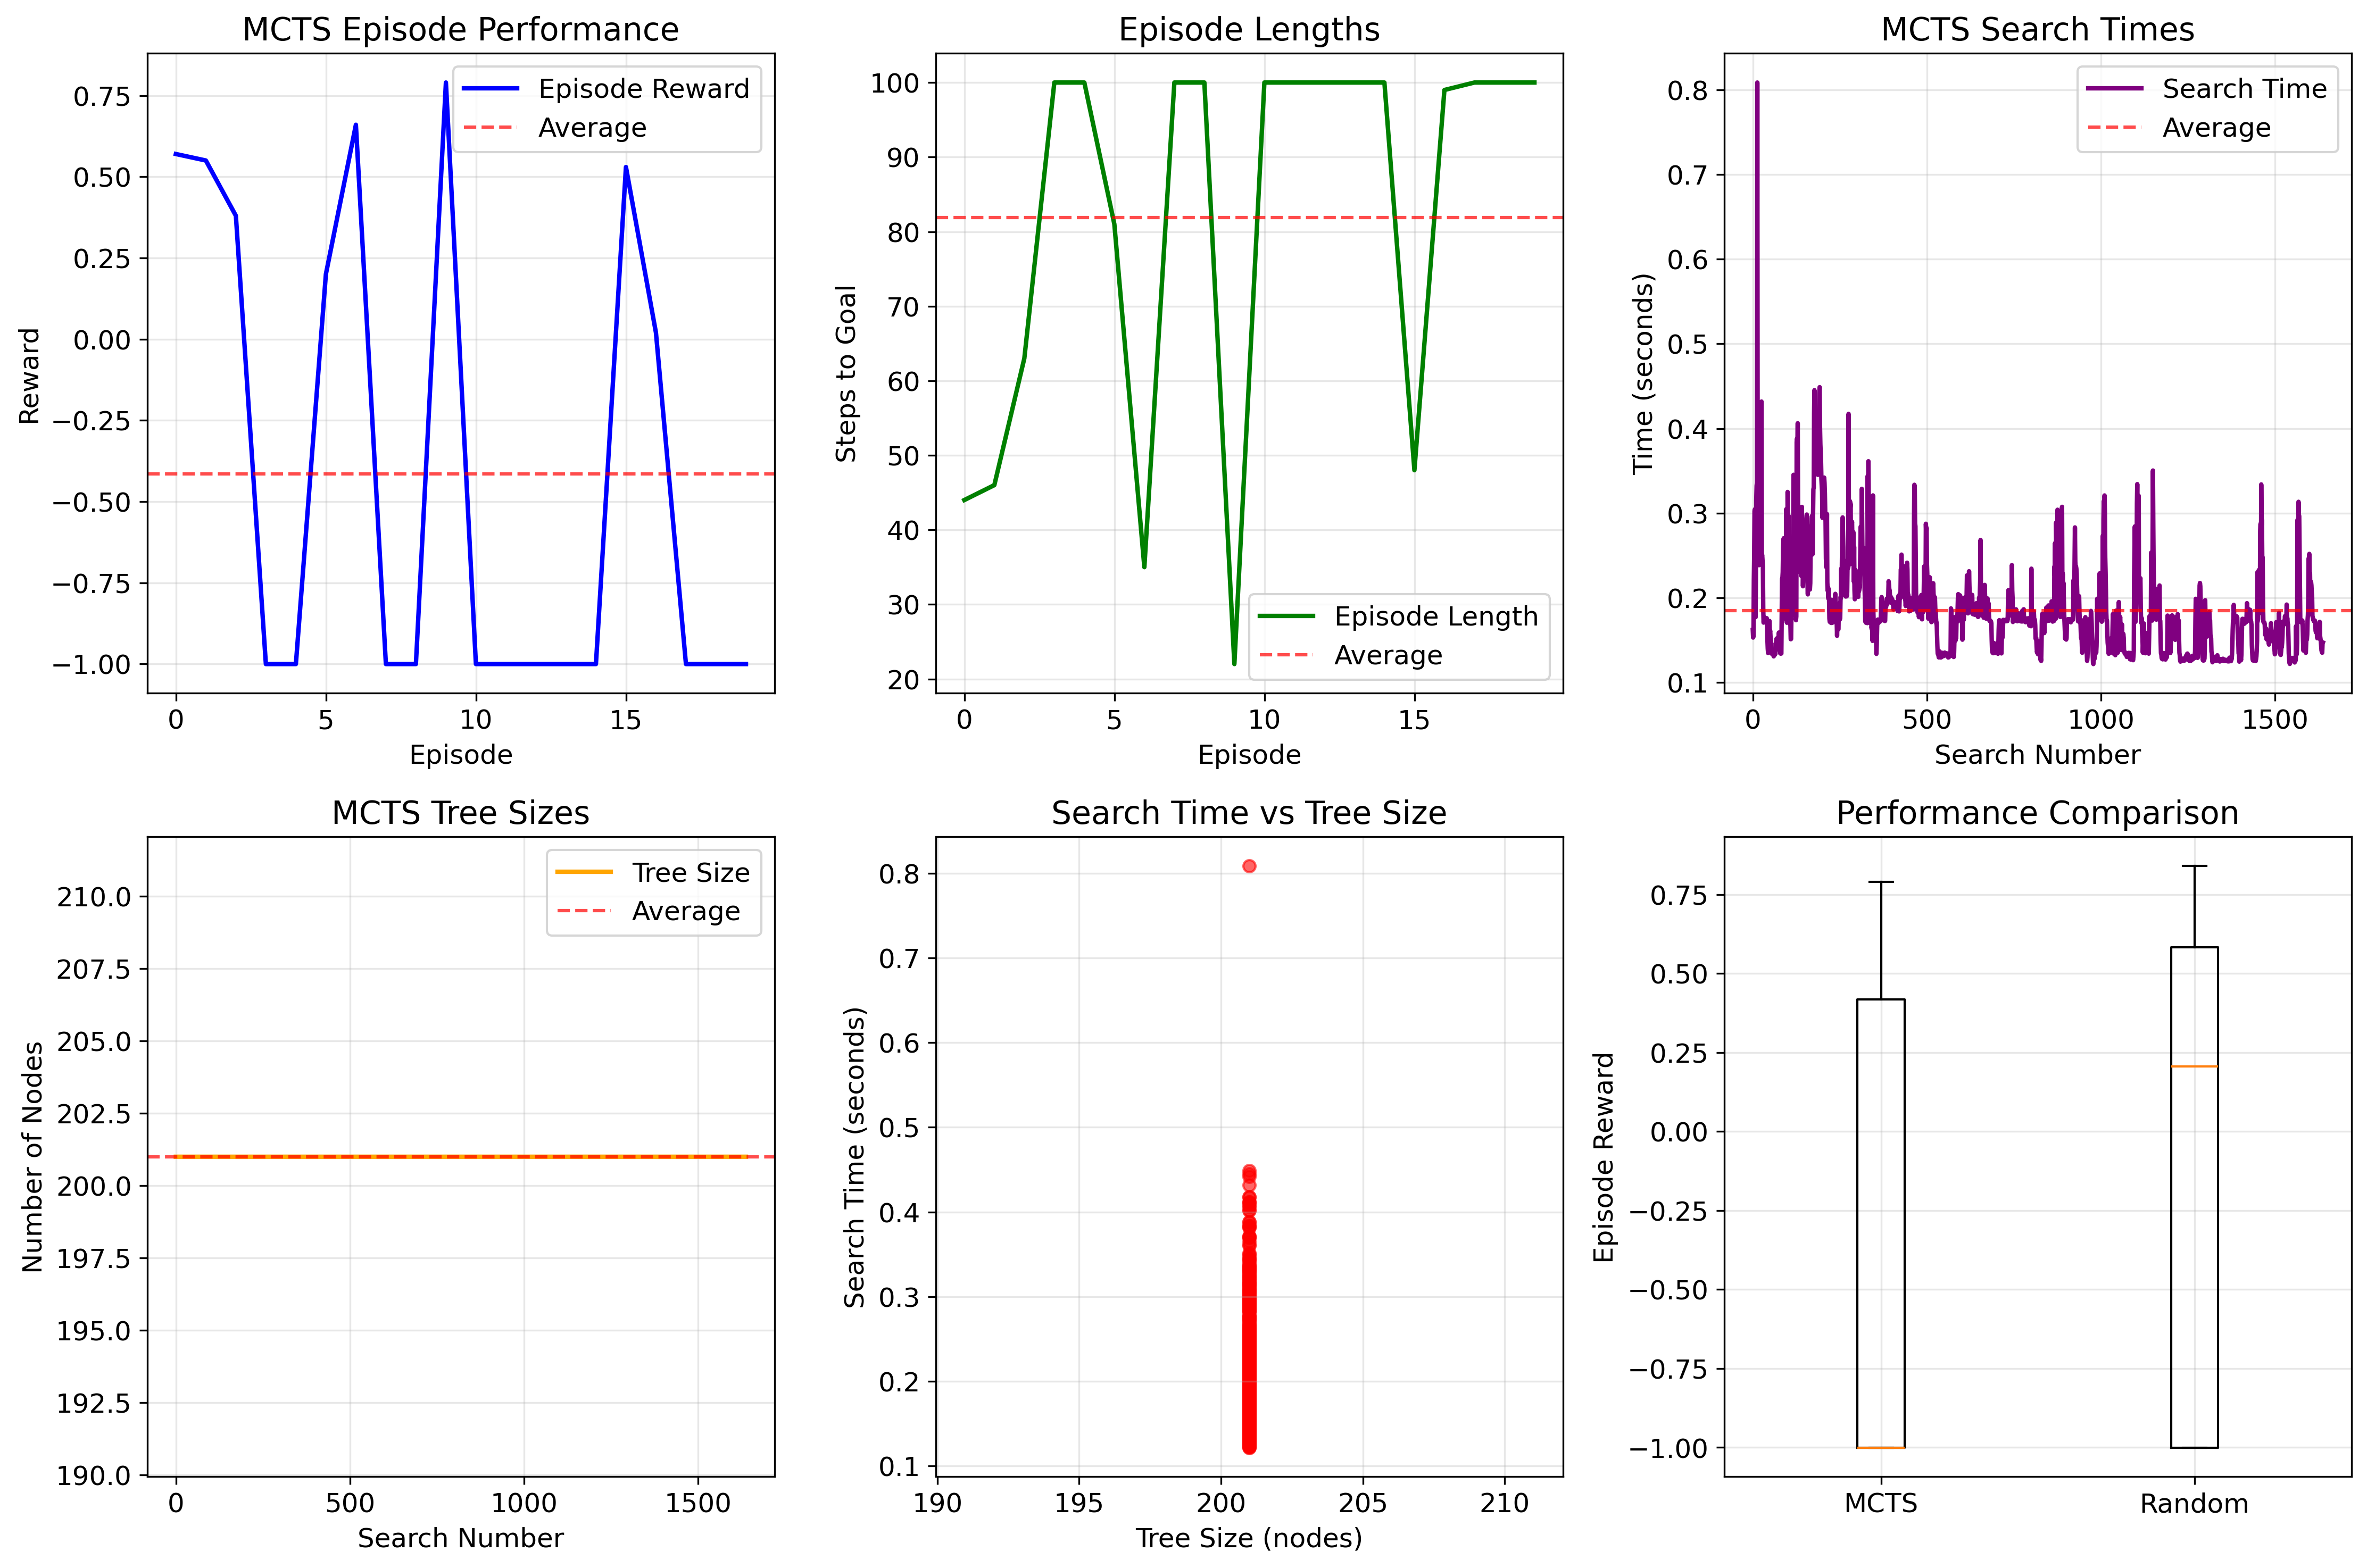 MCTS Episode Performance
Episode Reward
Average
Reward
0.75
0.50
0.25
0.00
−0.25
−0.50
−0.75
−1.00
0 5 10 15
Episode
Episode Lengths
Steps to Goal
100
90
80
70
60
50
40
30
20
Episode Length
Average
0 5 10 15
Episode
MCTS Search Times
Search Time
Average
Time (seconds)
0.8
0.7
0.6
0.5
0.4
0.3
0.2
0.1
0 500 1000 1500
Search Number
MCTS Tree Sizes
Tree Size
Average
Number of Nodes
210.0
207.5
205.0
202.5
200.0
197.5
195.0
192.5
190.0
0 500 1000 1500
Search Number
Search Time vs Tree Size
Search Time (seconds)
0.8
0.7
0.6
0.5
0.4
0.3
0.2
0.1
190 195 200 205 210
Tree Size (nodes)
Performance Comparison
Episode Reward
0.75
0.50
0.25
0.00
−0.25
−0.50
−0.75
−1.00
MCTS Random